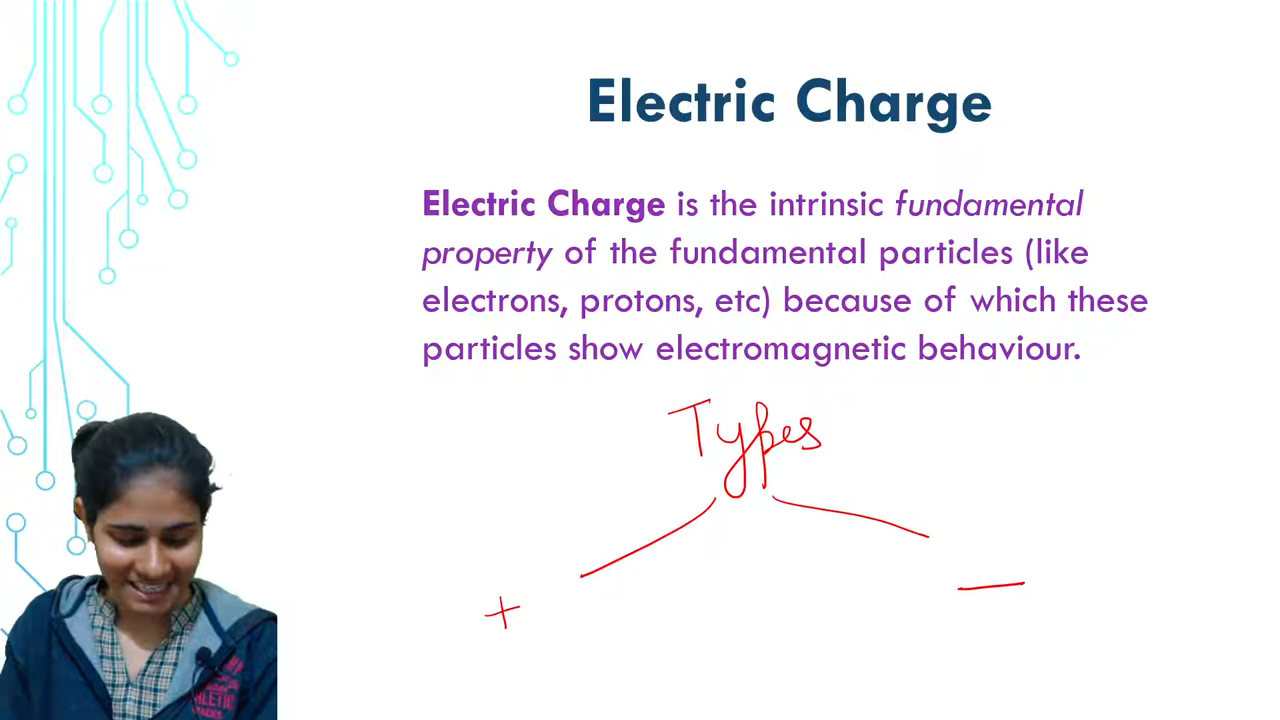 Electric Charge
Electric Charge is the intrinsic fundamental
property of the fundamental particles (like
electrons, protons, etc) because of which these
particles show electromagnetic behaviour.
Types
+ —